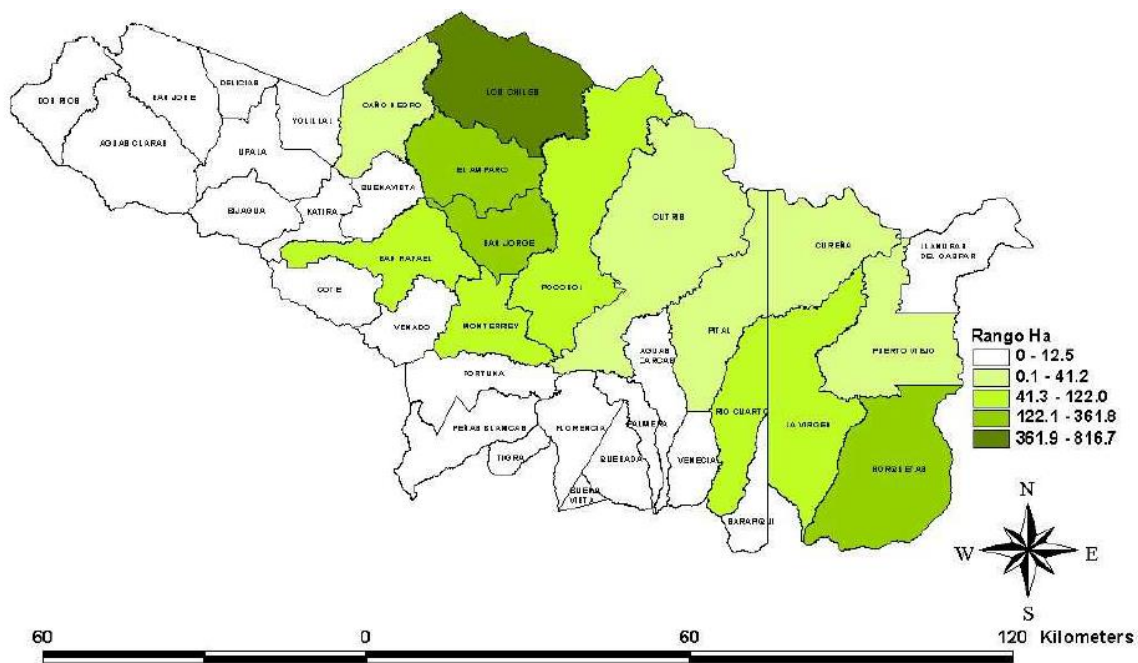 LOS CHILES
DOS RIOS
SAN JOSE
DELICIAS
CAÑO NEGRO
YOLILLAL
AGUAS CLARAS
UPALA
EL AMPARO
BUENAVISTA
BIJAGUA
KATIRA
CUTRIS
SAN JORGE
CUREÑA
LLANURAS
DEL GASPAR
SAN RAFAEL
COTE
POCOSOL
VENADO
MONTERREY
PITAL
AGUAS
ZARCAS
PUERTO VIEJO
Rango Ha
0 - 12.5
0.1 - 41.2
41.3 - 122.0
122.1 - 361.8
361.9 - 816.7
FORTUNA
RIO CUARTO
LA VIRGEN
PEÑAS BLANCAS
FLORENCIA
PALMERA
HORQUETAS
TIGRA
QUESADA
VENECIA
BUENA
VISTA
SARAPIQUI
N
W
E
S
60
0
60
120 Kilometers